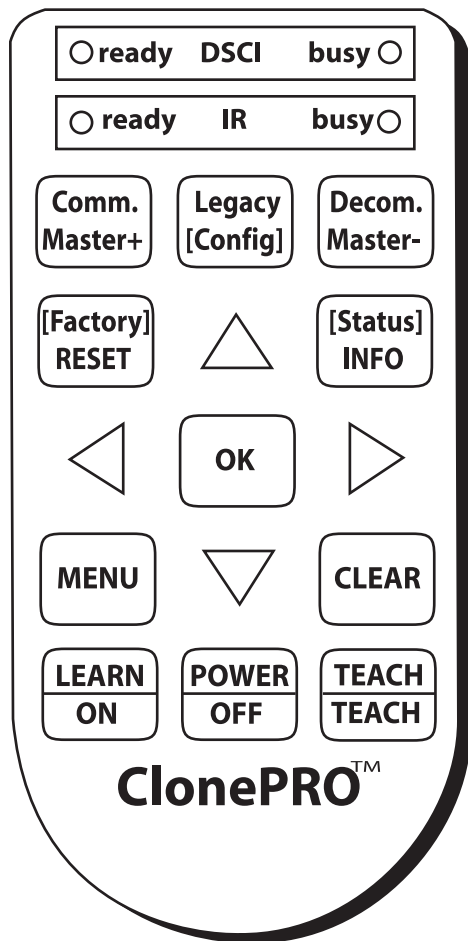 ready DSCI busy
ready IR busy
Comm. Master+
Legacy [Config]
Decom. Master-
[Factory] RESET
[Status] INFO
OK
MENU
CLEAR
LEARN ON
POWER OFF
TEACH TEACH
ClonePRO™